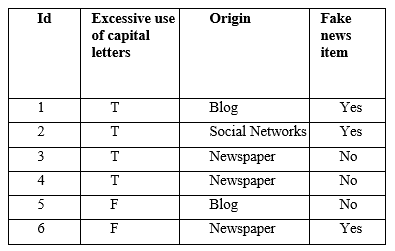 Id Excessive use of capital letters Origin Fake news item
1 T Blog Yes
2 T Social Networks Yes
3 T Newspaper No
4 T Newspaper No
5 F Blog No
6 F Newspaper Yes